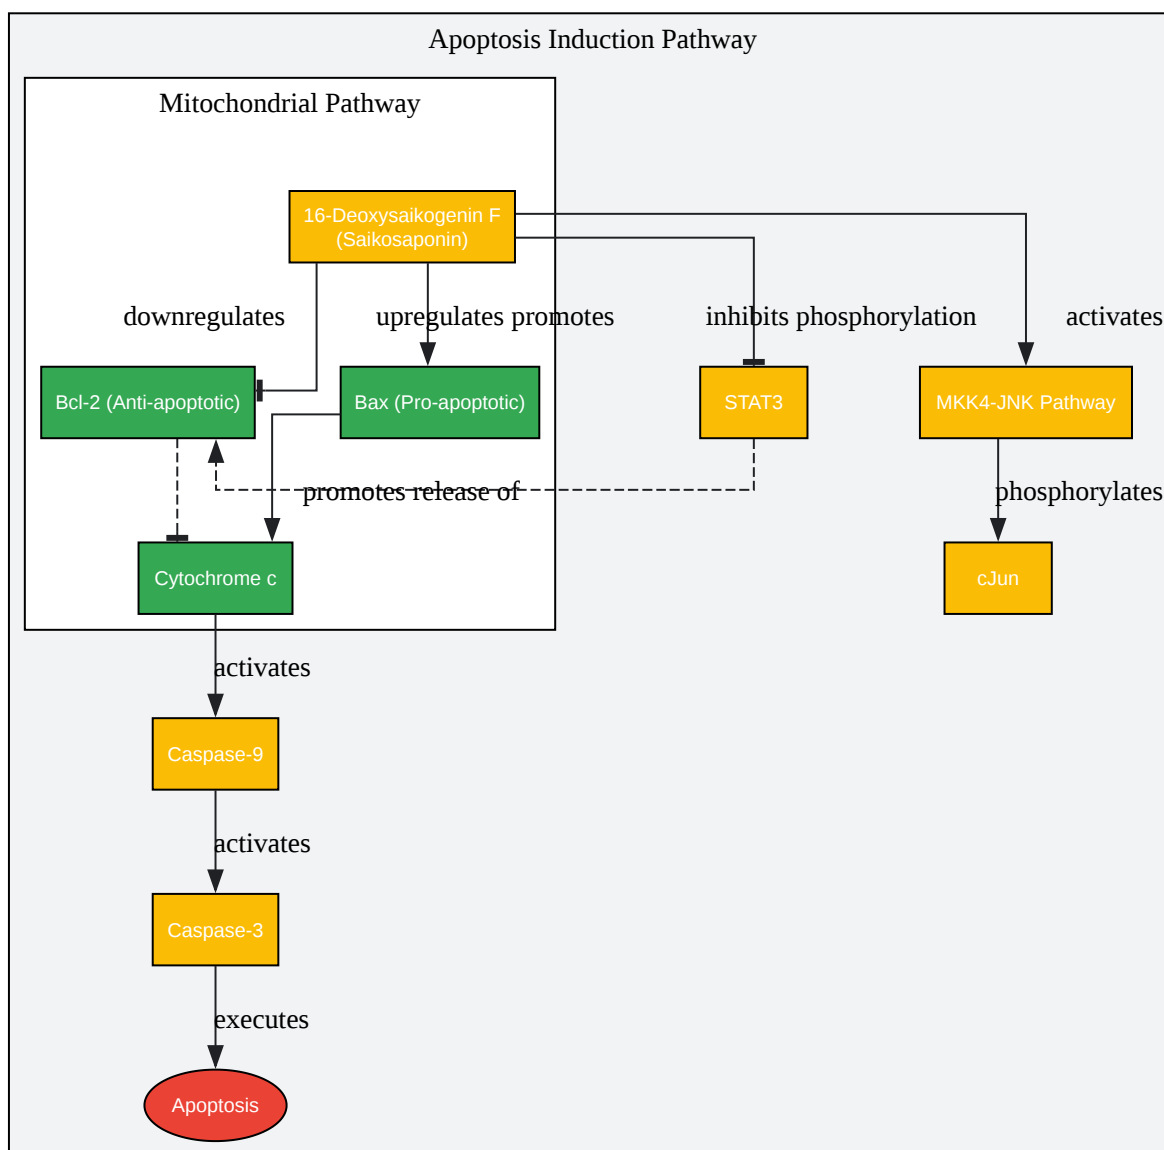 Apoptosis Induction Pathway
Mitochondrial Pathway
16-Deoxysaikogenin F
(Saikosaponin)
downregulates
upregulates
promotes
inhibits phosphorylation
activates
Bcl-2 (Anti-apoptotic)
Bax (Pro-apoptotic)
STAT3
MKK4-JNK Pathway
promotes release of
phosphorylates
Cytochrome c
cJun
activates
Caspase-9
activates
Caspase-3
executes
Apoptosis